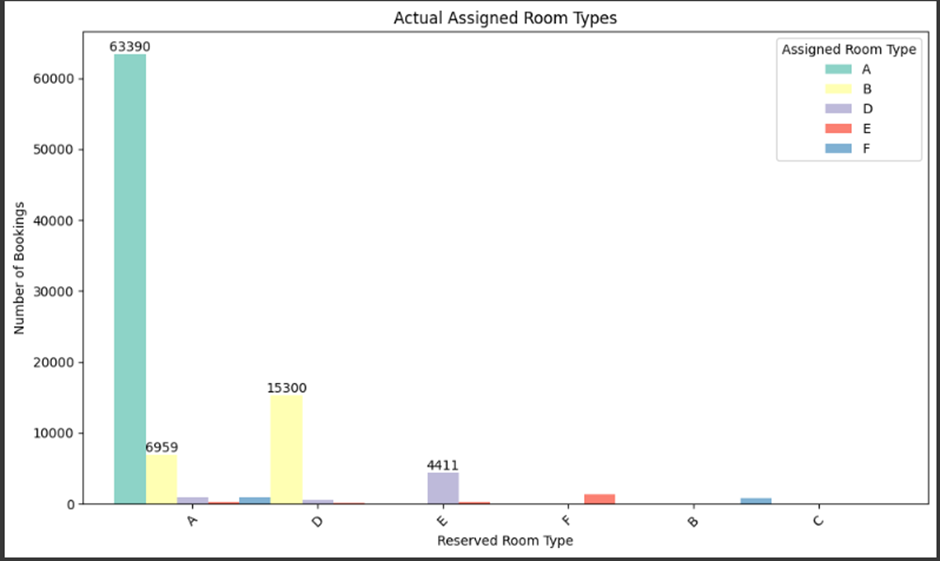 Actual Assigned Room Types
63390
60000
50000
40000
30000
20000
10000
0
Number of Bookings
6959
15300
4411
Assigned Room Type
A
B
D
E
F
A
D
E
F
B
C
Reserved Room Type